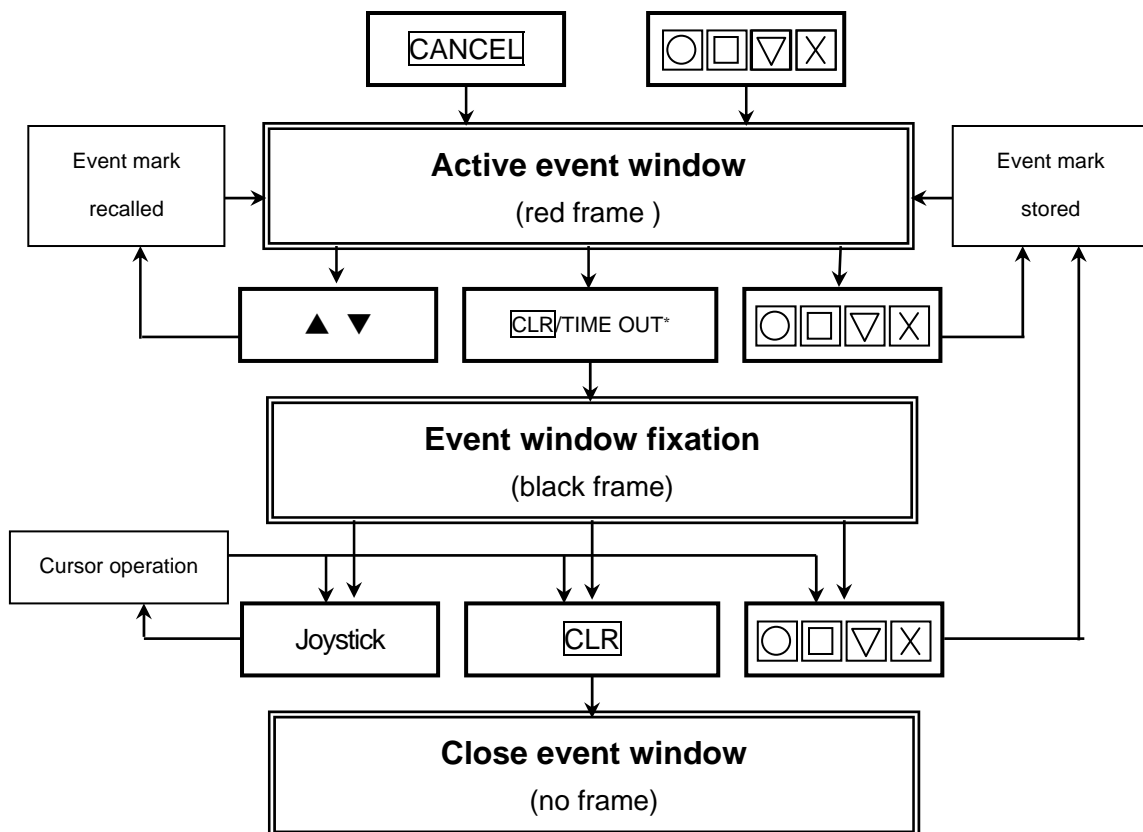 CANCEL
○ □ ▽ X
Active event window
(red frame )
Event mark
recalled
Event mark
stored
▲ ▼
CLR/TIME OUT*
○ □ ▽ X
Event window fixation
(black frame)
Cursor operation
Joystick
CLR
○ □ ▽ X
Close event window
(no frame)